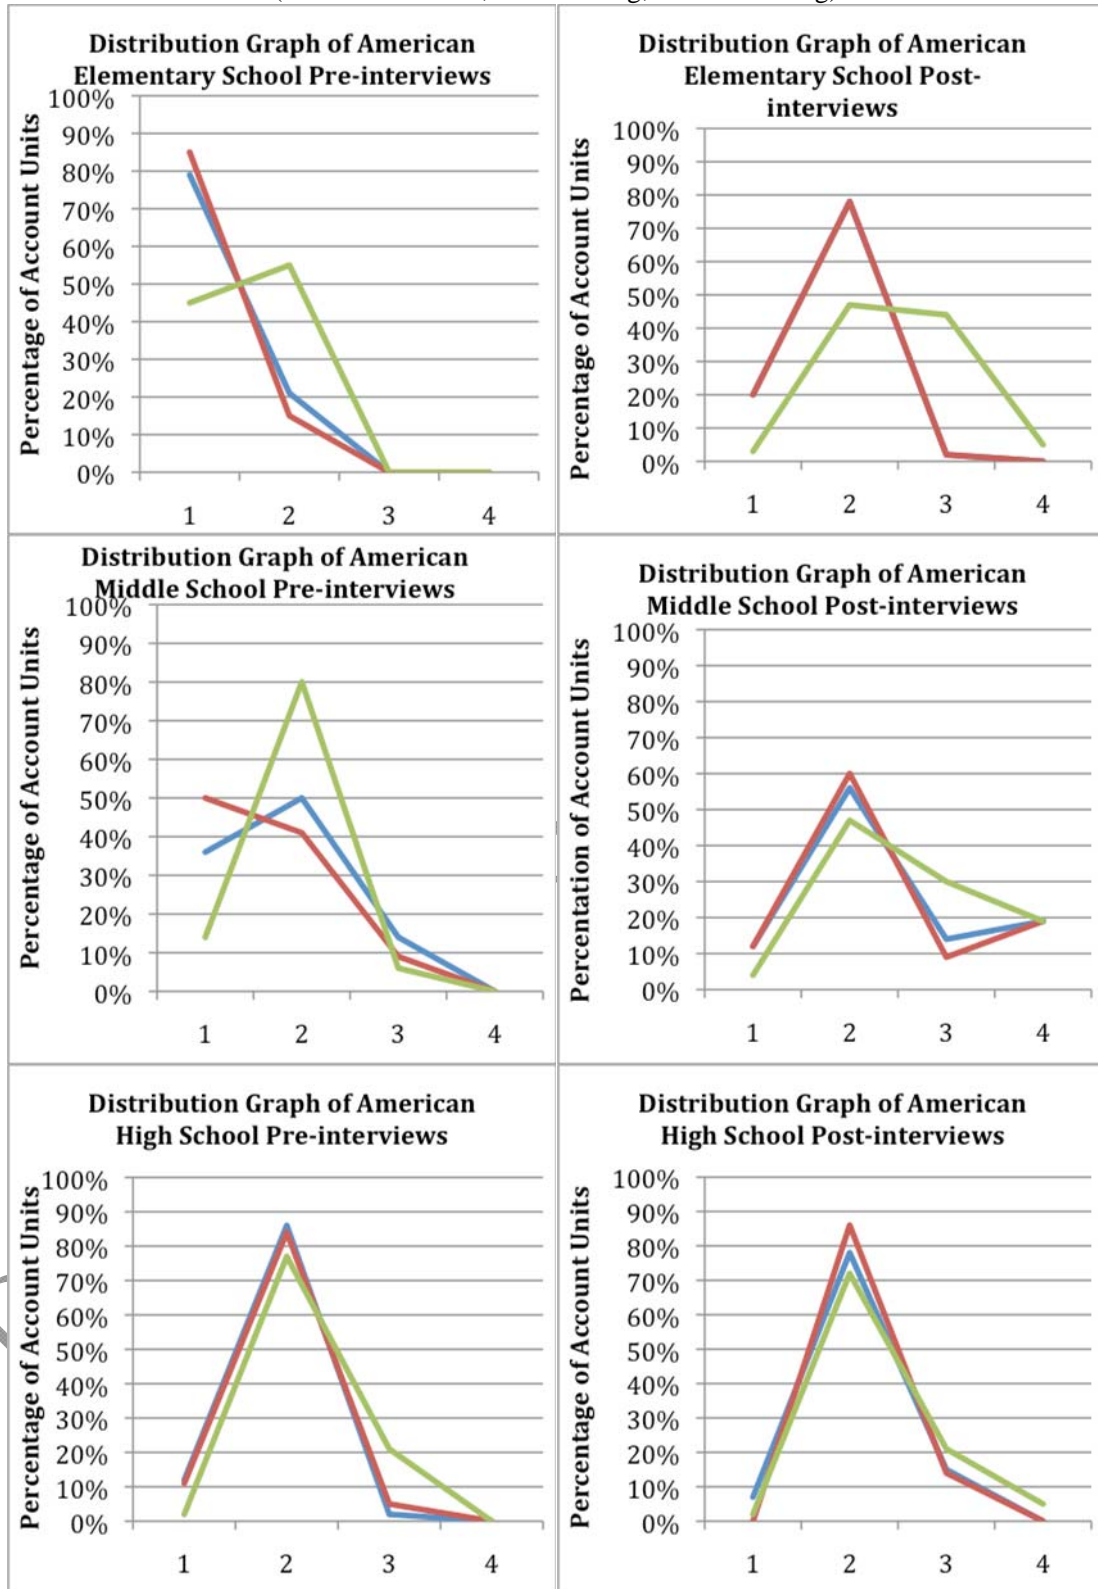 Distribution Graph of American
Elementary School Pre-interviews
Percentage of Account Units
100%
90%
80%
70%
60%
50%
40%
30%
20%
10%
0%
1 2 3 4
Distribution Graph of American
Elementary School Post-
interviews
Percentage of Account Units
100%
90%
80%
70%
60%
50%
40%
30%
20%
10%
0%
1 2 3 4
Distribution Graph of American
Middle School Pre-interviews
Percentage of Account Units
100%
90%
80%
70%
60%
50%
40%
30%
20%
10%
0%
1 2 3 4
Distribution Graph of American
Middle School Post-interviews
Percentation of Account Units
100%
90%
80%
70%
60%
50%
40%
30%
20%
10%
0%
1 2 3 4
Distribution Graph of American
High School Pre-interviews
Percentage of Account Units
100%
90%
80%
70%
60%
50%
40%
30%
20%
10%
0%
1 2 3 4
Distribution Graph of American
High School Post-interviews
Percentage of Account Units
100%
90%
80%
70%
60%
50%
40%
30%
20%
10%
0%
1 2 3 4